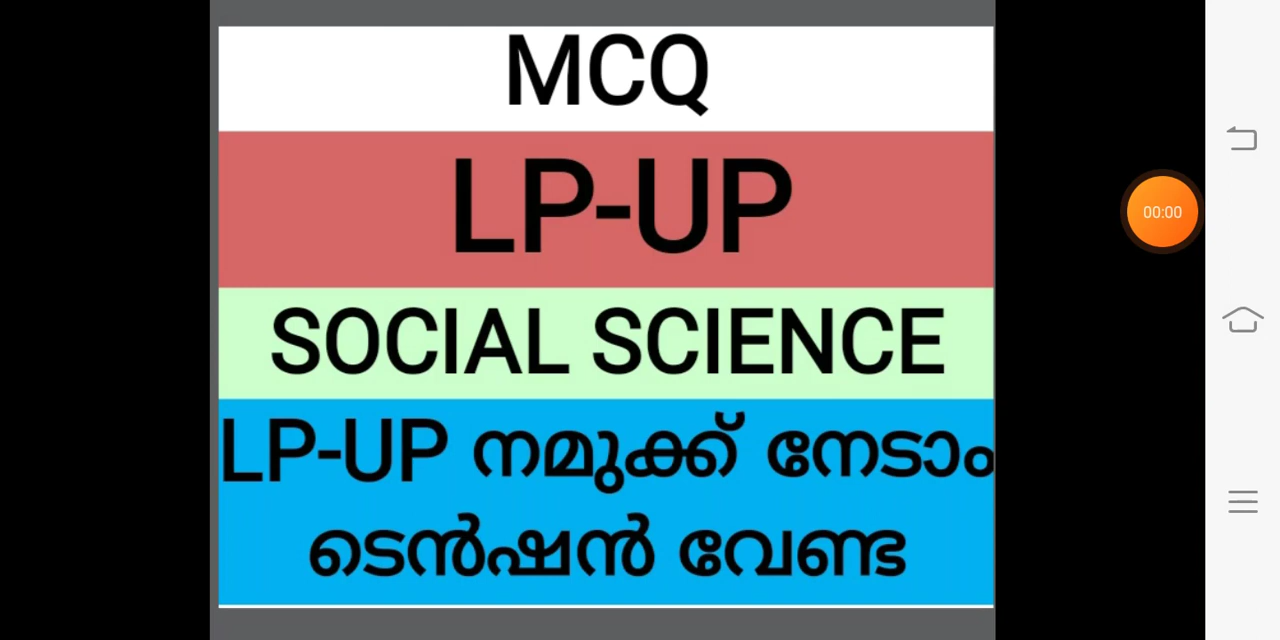 MCQ
LP-UP
SOCIAL SCIENCE
LP-UP നമുക്ക് നേടാം
ടെൻഷൻ വേണ്ട
00:00